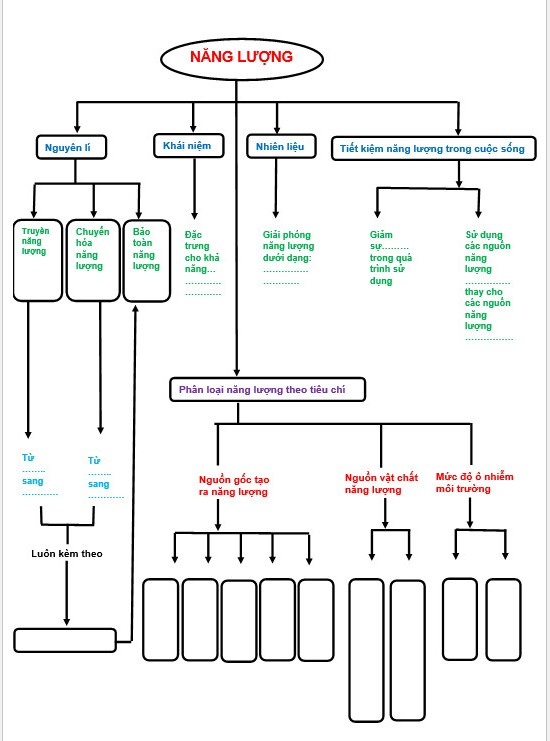 NĂNG LƯỢNG
Nguyên lí
Khái niệm
Nhiên liệu
Tiết kiệm năng lượng trong cuộc sống
Truyền
năng
lượng
Chuyển
hóa
năng
lượng
Bảo
toàn
năng
lượng
Đặc
trưng
cho khả
năng...
............
............
Giải phóng
năng lượng
dưới dạng:
...............
............
Giảm
sự.........
trong quà
trình sử
dụng
Sử dụng
các nguồn
năng
lượng
...............
thay cho
các nguồn
năng
lượng
................
Phân loại năng lượng theo tiêu chí
Từ
........
sang
............
Từ
........
sang
............
Nguồn gốc tạo
ra năng lượng
Nguồn vật chất
năng lượng
Mức độ ô nhiễm
môi trường
Luôn kèm theo